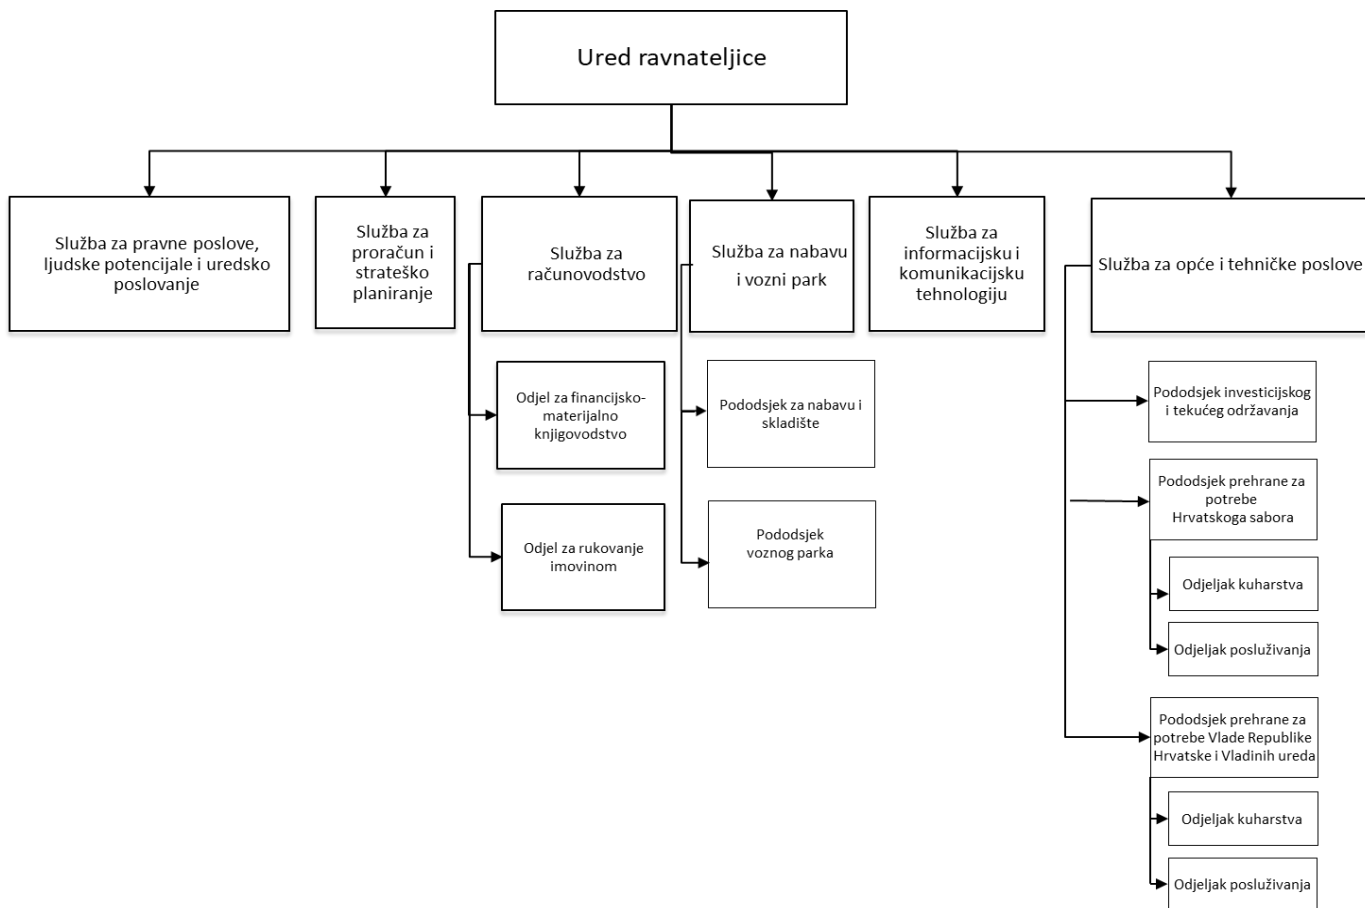 Ured ravnateljice
Služba za pravne poslove,
ljudske potencijale i uredsko
poslovanje
Služba za
proračun i
strateško
planiranje
Služba za
računovodstvo
Služba za nabavu
i vozni park
Služba za
informacijsku i
komunikacijsku
tehnologiju
Služba za opće i tehničke poslove
Odjel za financijsko-
materijalno
knjigovodstvo
Odjel za rukovanje
imovinom
Pododsjek za nabavu i
skladište
Pododsjek
voznog parka
Pododsjek investicijskog
i tekućeg održavanja
Pododsjek prehrane za
potrebe
Hrvatskoga sabora
Odjeljak kuharstva
Odjeljak posluživanja
Pododsjek prehrane za
potrebe Vlade Republike
Hrvatske i Vladinih ureda
Odjeljak kuharstva
Odjeljak posluživanja